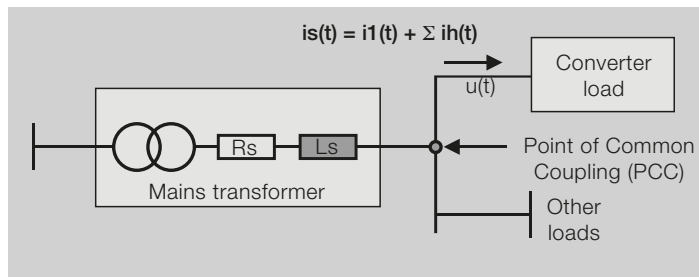 is(t) = i1(t) + Σ ih(t)
u(t)
Converter
load
Rs
Ls
Mains transformer
Point of Common
Coupling (PCC)
Other
loads